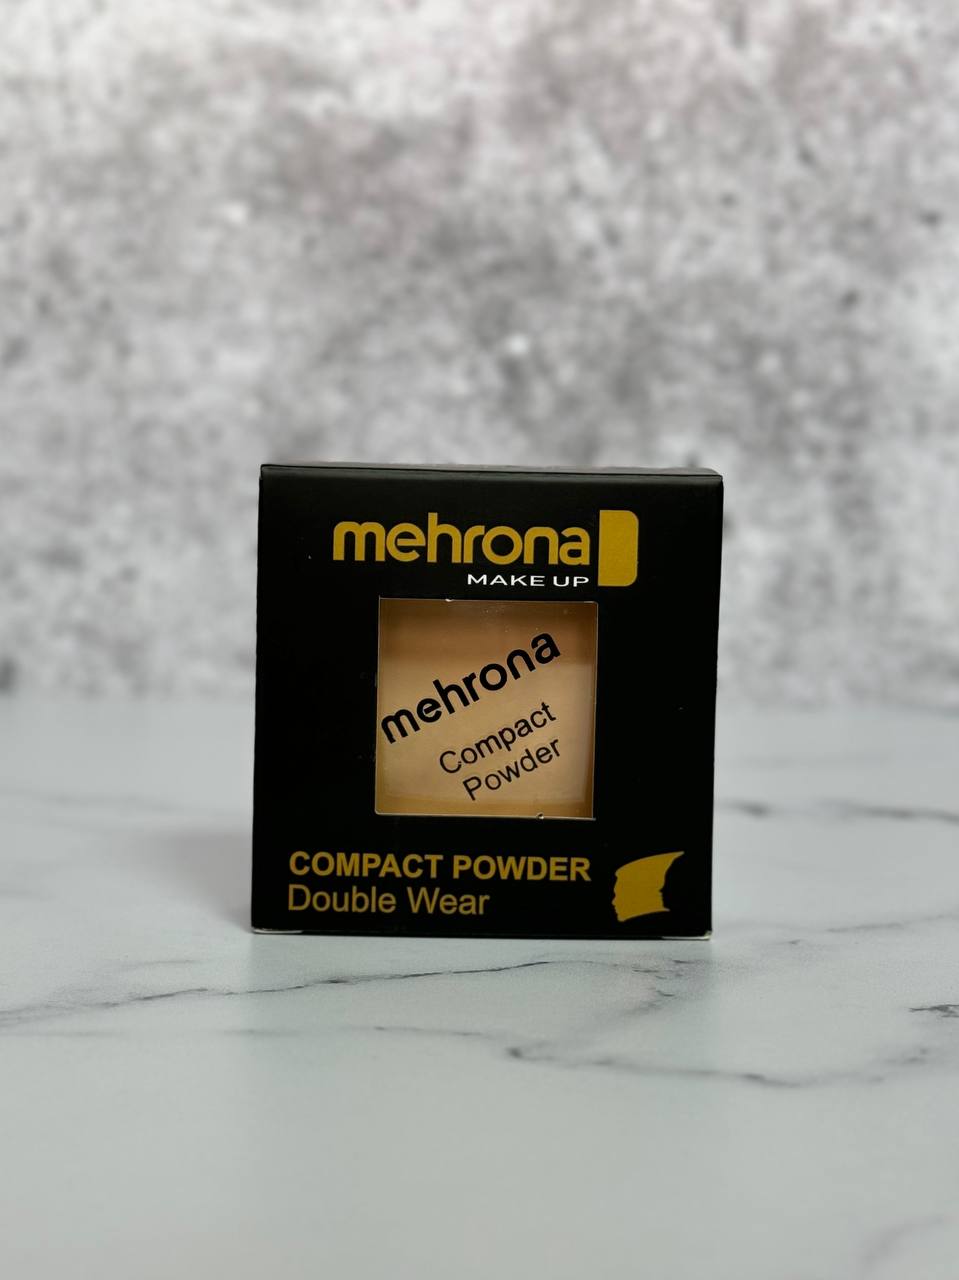 mehrona
MAKE UP
mehrona
Compact
Powder
COMPACT POWDER
Double Wear